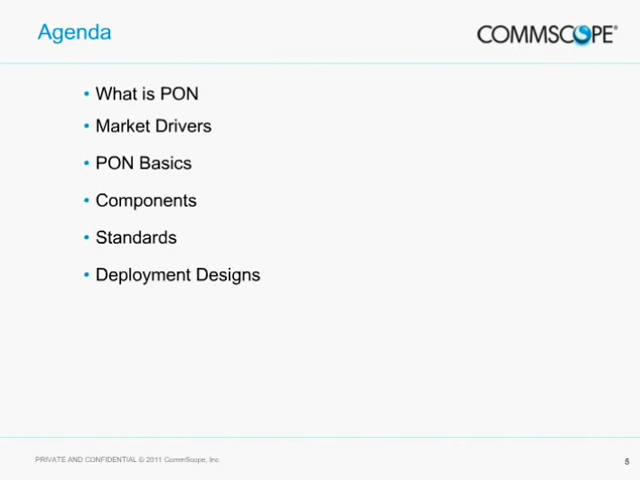 Agenda
COMMSCOPE®
• What is PON
• Market Drivers
• PON Basics
• Components
• Standards
• Deployment Designs
PRIVATE AND CONFIDENTIAL © 2011 CommScope, Inc
5